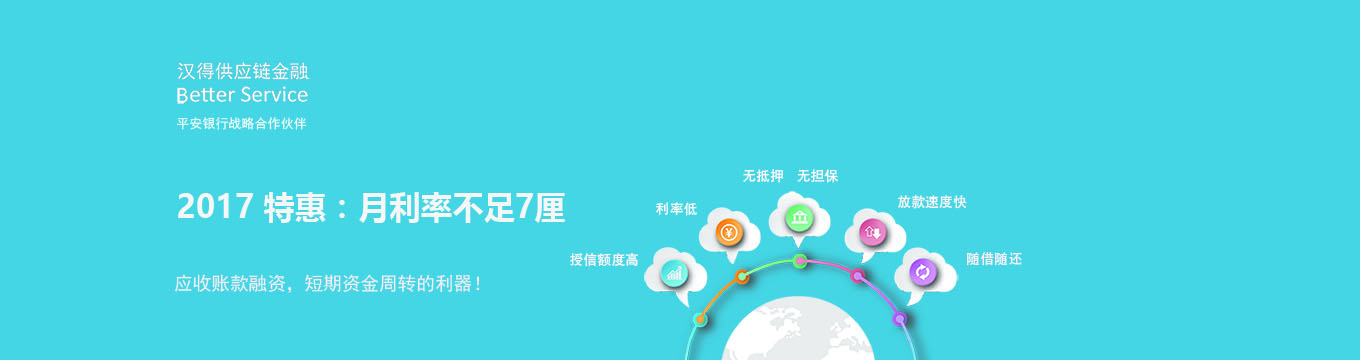 汉得供应链金融
Better Service
平安银行战略合作伙伴
2017 特惠：月利率不足7厘
应收账款融资，短期资金周转的利器！
授信额度高
利率低
无抵押 无担保
放款速度快
随借随还